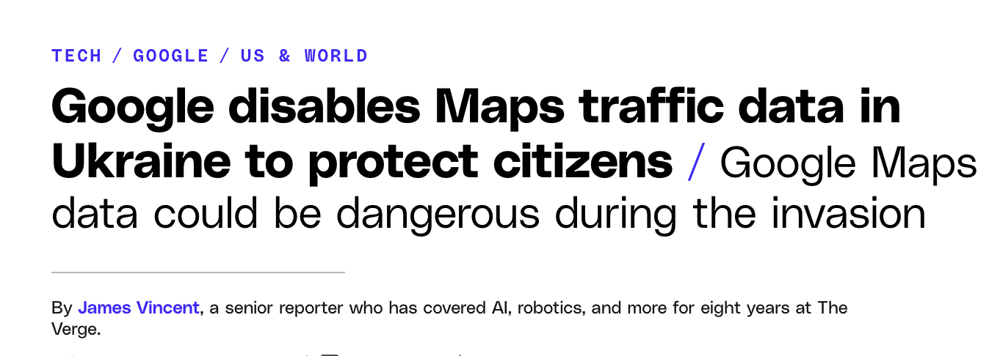 TECH / GOOGLE / US & WORLD
Google disables Maps traffic data in
Ukraine to protect citizens / Google Maps
data could be dangerous during the invasion
By James Vincent, a senior reporter who has covered AI, robotics, and more for eight years at The
Verge.